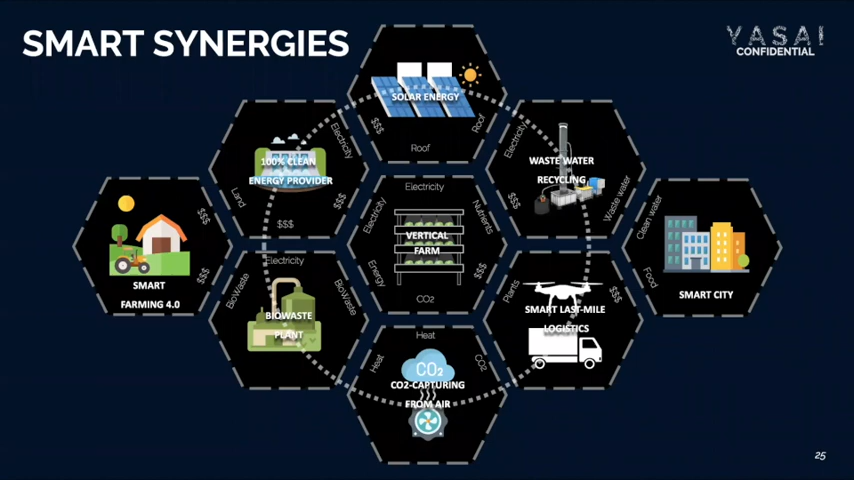 SMART SYNERGIES
YASAI
CONFIDENTIAL
SOLAR ENERGY
$$$
Roof
Roof
100% CLEAN
ENERGY PROVIDER
Electricity
Land
$$$
$$$
WASTE WATER
RECYCLING
Electricity
$$$
Waste water
Electricity
Electricity
Nutrients
VERTICAL
FARM
Energy
$$$
CO2
SMART
FARMING 4.0
$$$
$$$
Clean water
Food
SMART CITY
Electricity
BioWaste
BioWaste
BIOWASTE
PLANT
Plants
$$$
SMART LAST-MILE
LOGISTICS
Heat
Heat
CO2
CO2
CO2-CAPTURING
FROM AIR
25